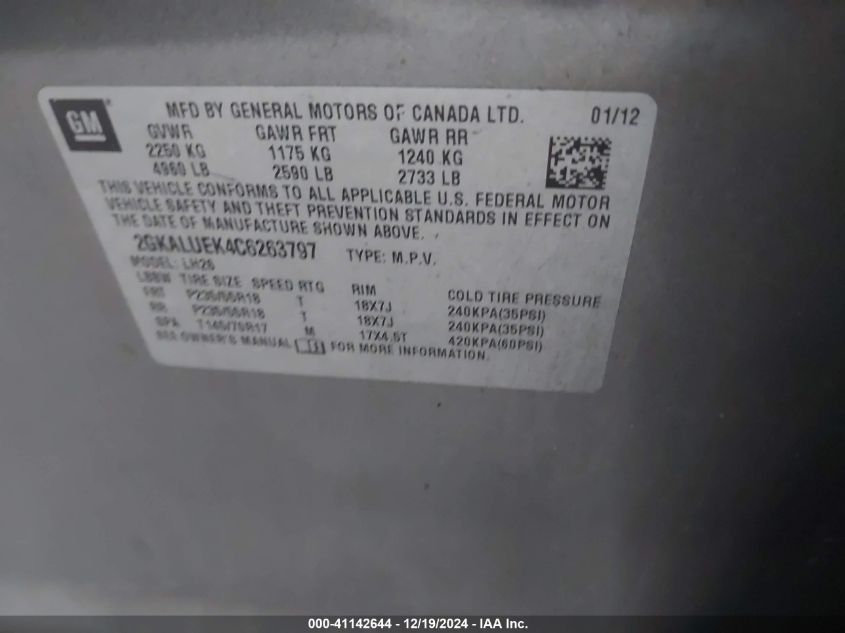 GM
MFD BY GENERAL MOTORS OF CANADA LTD. 01/12
GVWR GAWR FRT GAWR RR
2250 KG 1175 KG 1240 KG
4960 LB 2590 LB 2733 LB
THIS VEHICLE CONFORMS TO ALL APPLICABLE U.S. FEDERAL MOTOR
VEHICLE SAFETY AND THEFT PREVENTION STANDARDS IN EFFECT ON
THE DATE OF MANUFACTURE SHOWN ABOVE.
2GKALUEK4C6263797 TYPE: M.P.V.
MODEL: LH26
TIRE SIZE SPEED RTG RIM COLD TIRE PRESSURE
FRT P235/55R18 T 18X7J 240KPA(35PSI)
RR P235/55R18 T 18X7J 240KPA(35PSI)
SPA T145/70R17 M 17X4.5T 420KPA(60PSI)
SEE OWNER'S MANUAL FOR MORE INFORMATION.
000-41142644 - 12/19/2024 - IAA Inc.